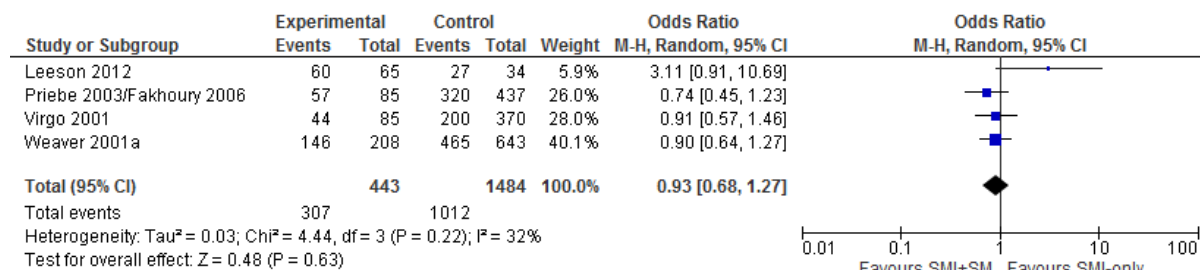 Experimental Control Odds Ratio Odds Ratio
Study or Subgroup Events Total Events Total Weight M-H, Random, 95% CI M-H, Random, 95% CI
Leeson 2012 60 65 27 34 5.9% 3.11 [0.91, 10.69]
Priebe 2003/Fakhoury 2006 57 85 320 437 26.0% 0.74 [0.45, 1.23]
Virgo 2001 44 85 200 370 28.0% 0.91 [0.57, 1.46]
Weaver 2001a 146 208 465 643 40.1% 0.90 [0.64, 1.27]
Total (95% CI) 443 1484 100.0% 0.93 [0.68, 1.27]
Total events 307 1012
Heterogeneity: Tau² = 0.03; Chi² = 4.44, df = 3 (P = 0.22); I² = 32%
Test for overall effect: Z = 0.48 (P = 0.63)
0.01 0.1 1 10 100
Favours SMI+SM Favours SMI-only